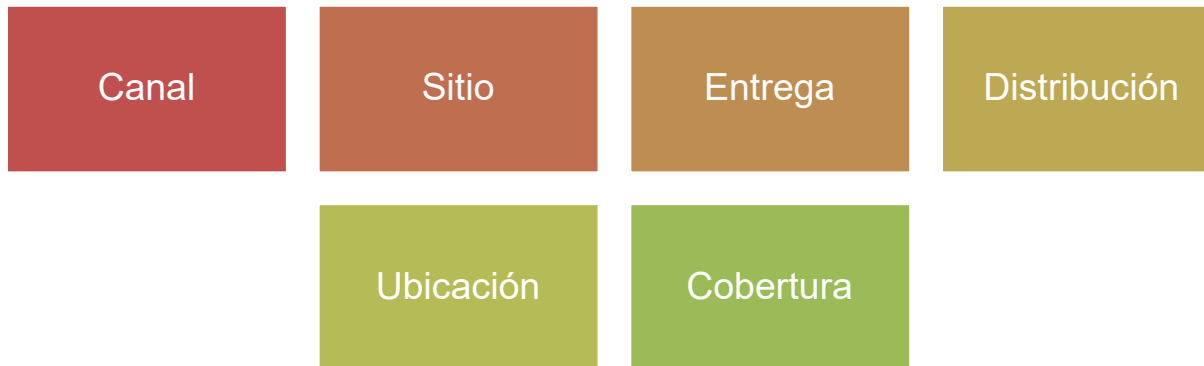 Canal
Sitio
Entrega
Distribución
Ubicación
Cobertura